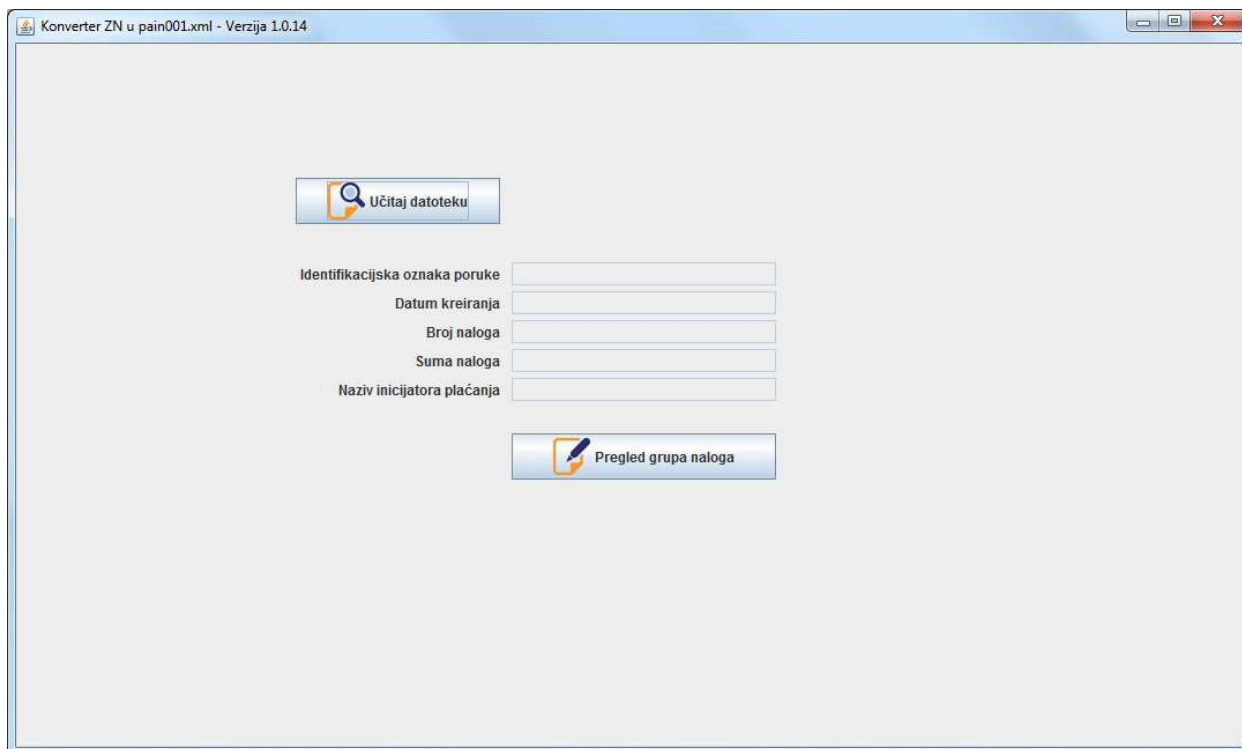 Konverter ZN u pain001.xml - Verzija 1.0.14
Učitaj datoteku
Identifikacijska oznaka poruke
Datum kreiranja
Broj naloga
Suma naloga
Naziv inicijatora plaćanja
Pregled grupa naloga